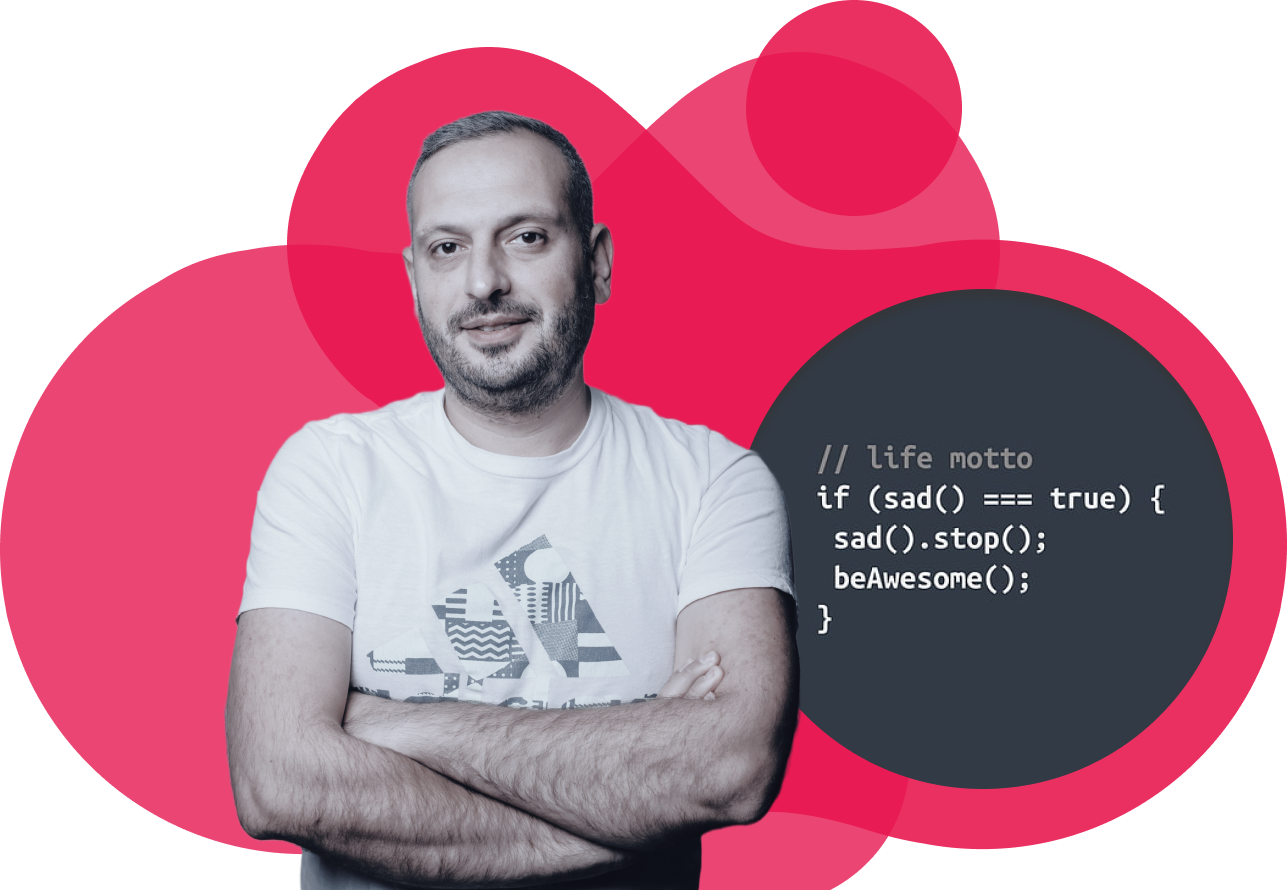 // life motto
if (sad() === true) {
 sad().stop();
 beAwesome();
}